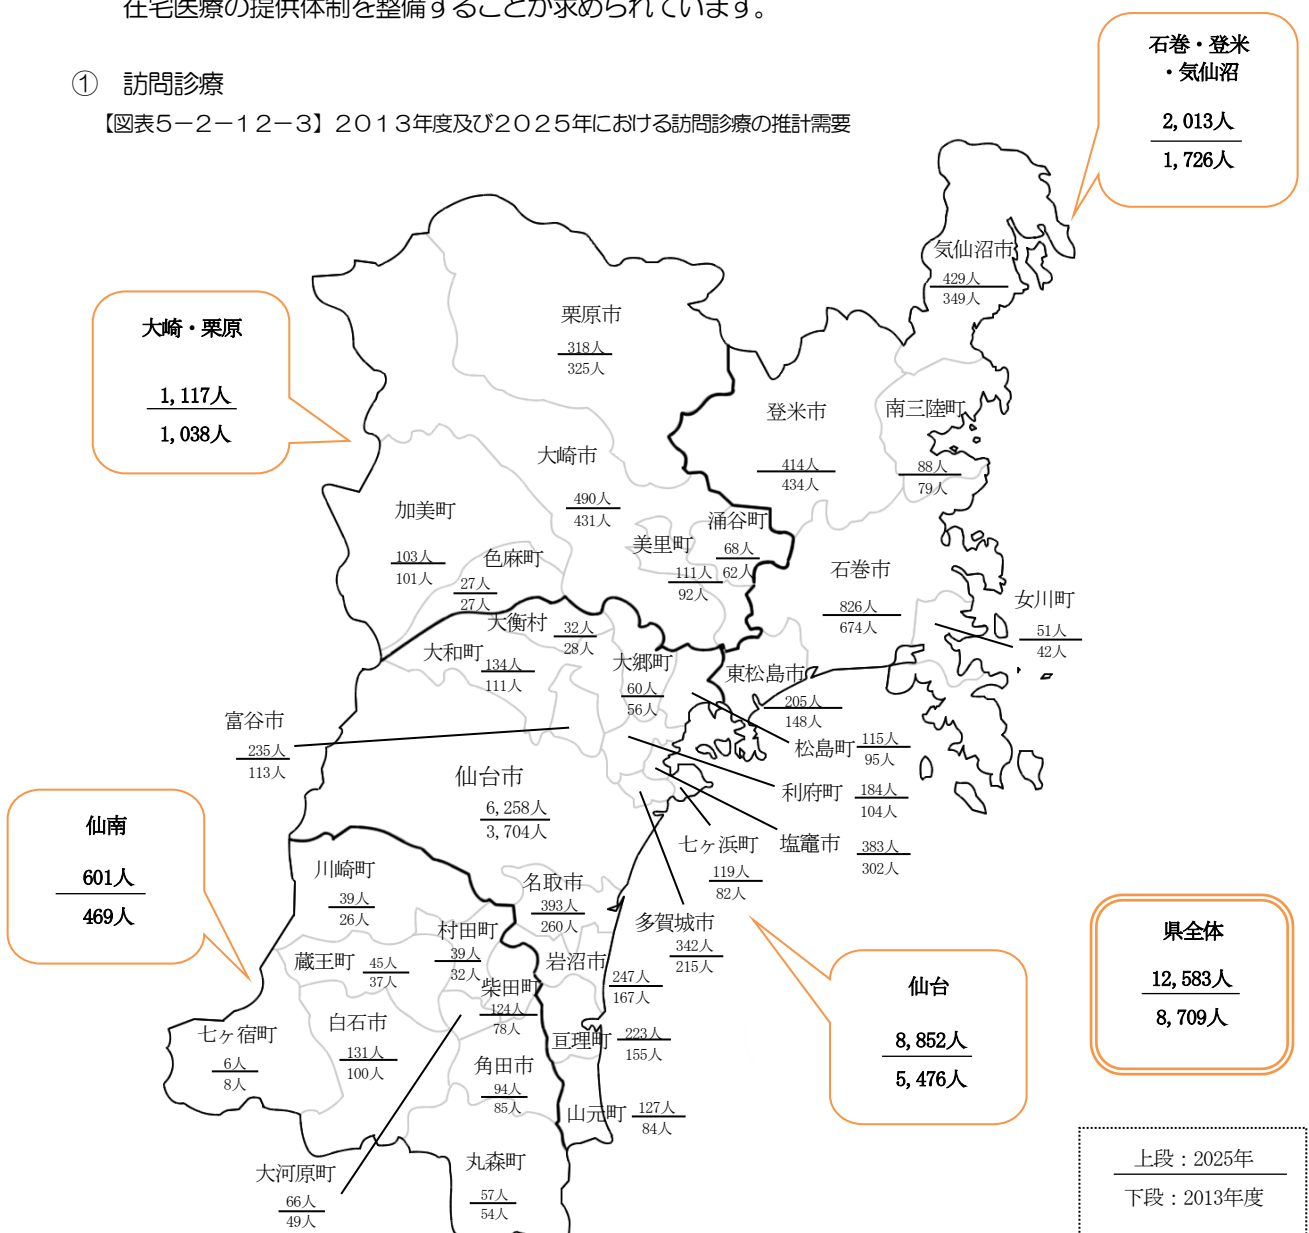 在宅医療の提供体制を整備することが求められています。
① 訪問診療
【図表５－２－１２－３】２０１３年度及び２０２５年における訪問診療の推計需要
石巻・登米
・気仙沼
2,013人
1,726人
気仙沼市
429人
349人
栗原市
318人
325人
大崎・栗原
1,117人
1,038人
登米市
414人
434人
南三陸町
88人
79人
大崎市
490人
431人
加美町
103人
101人
色麻町
27人
27人
美里町
111人
92人
涌谷町
68人
62人
石巻市
826人
674人
女川町
51人
42人
大衡村
32人
28人
大和町
134人
111人
大郷町
60人
56人
東松島市
205人
148人
富谷市
235人
113人
松島町
115人
95人
仙台市
6,258人
3,704人
利府町
184人
104人
塩竈市
383人
302人
七ヶ浜町
119人
82人
多賀城市
342人
215人
仙南
601人
469人
川崎町
39人
26人
名取市
393人
260人
村田町
39人
32人
蔵王町
45人
37人
岩沼市
247人
167人
柴田町
124人
78人
仙台
8,852人
5,476人
県全体
12,583人
8,709人
七ヶ宿町
6人
8人
白石市
131人
100人
亘理町
223人
155人
角田市
94人
85人
山元町
127人
84人
大河原町
66人
49人
丸森町
57人
54人
上段：2025年
下段：2013年度